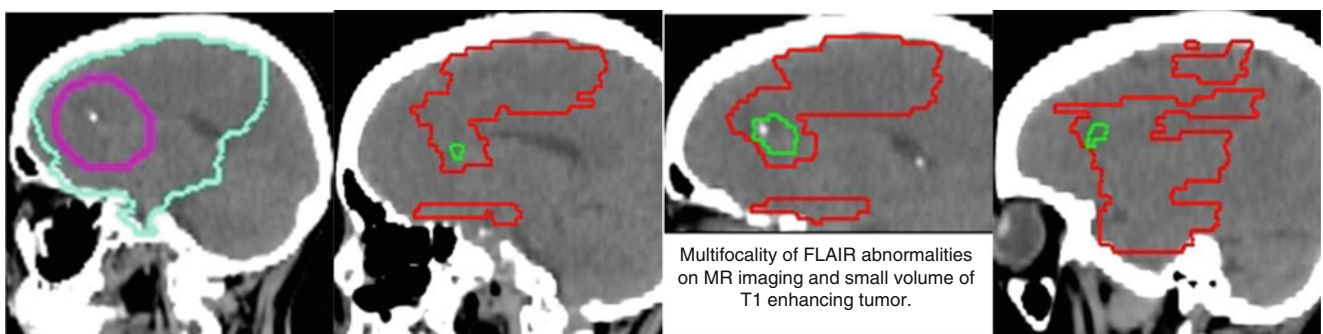 Multifocality of FLAIR abnormalities
on MR imaging and small volume of
T1 enhancing tumor.